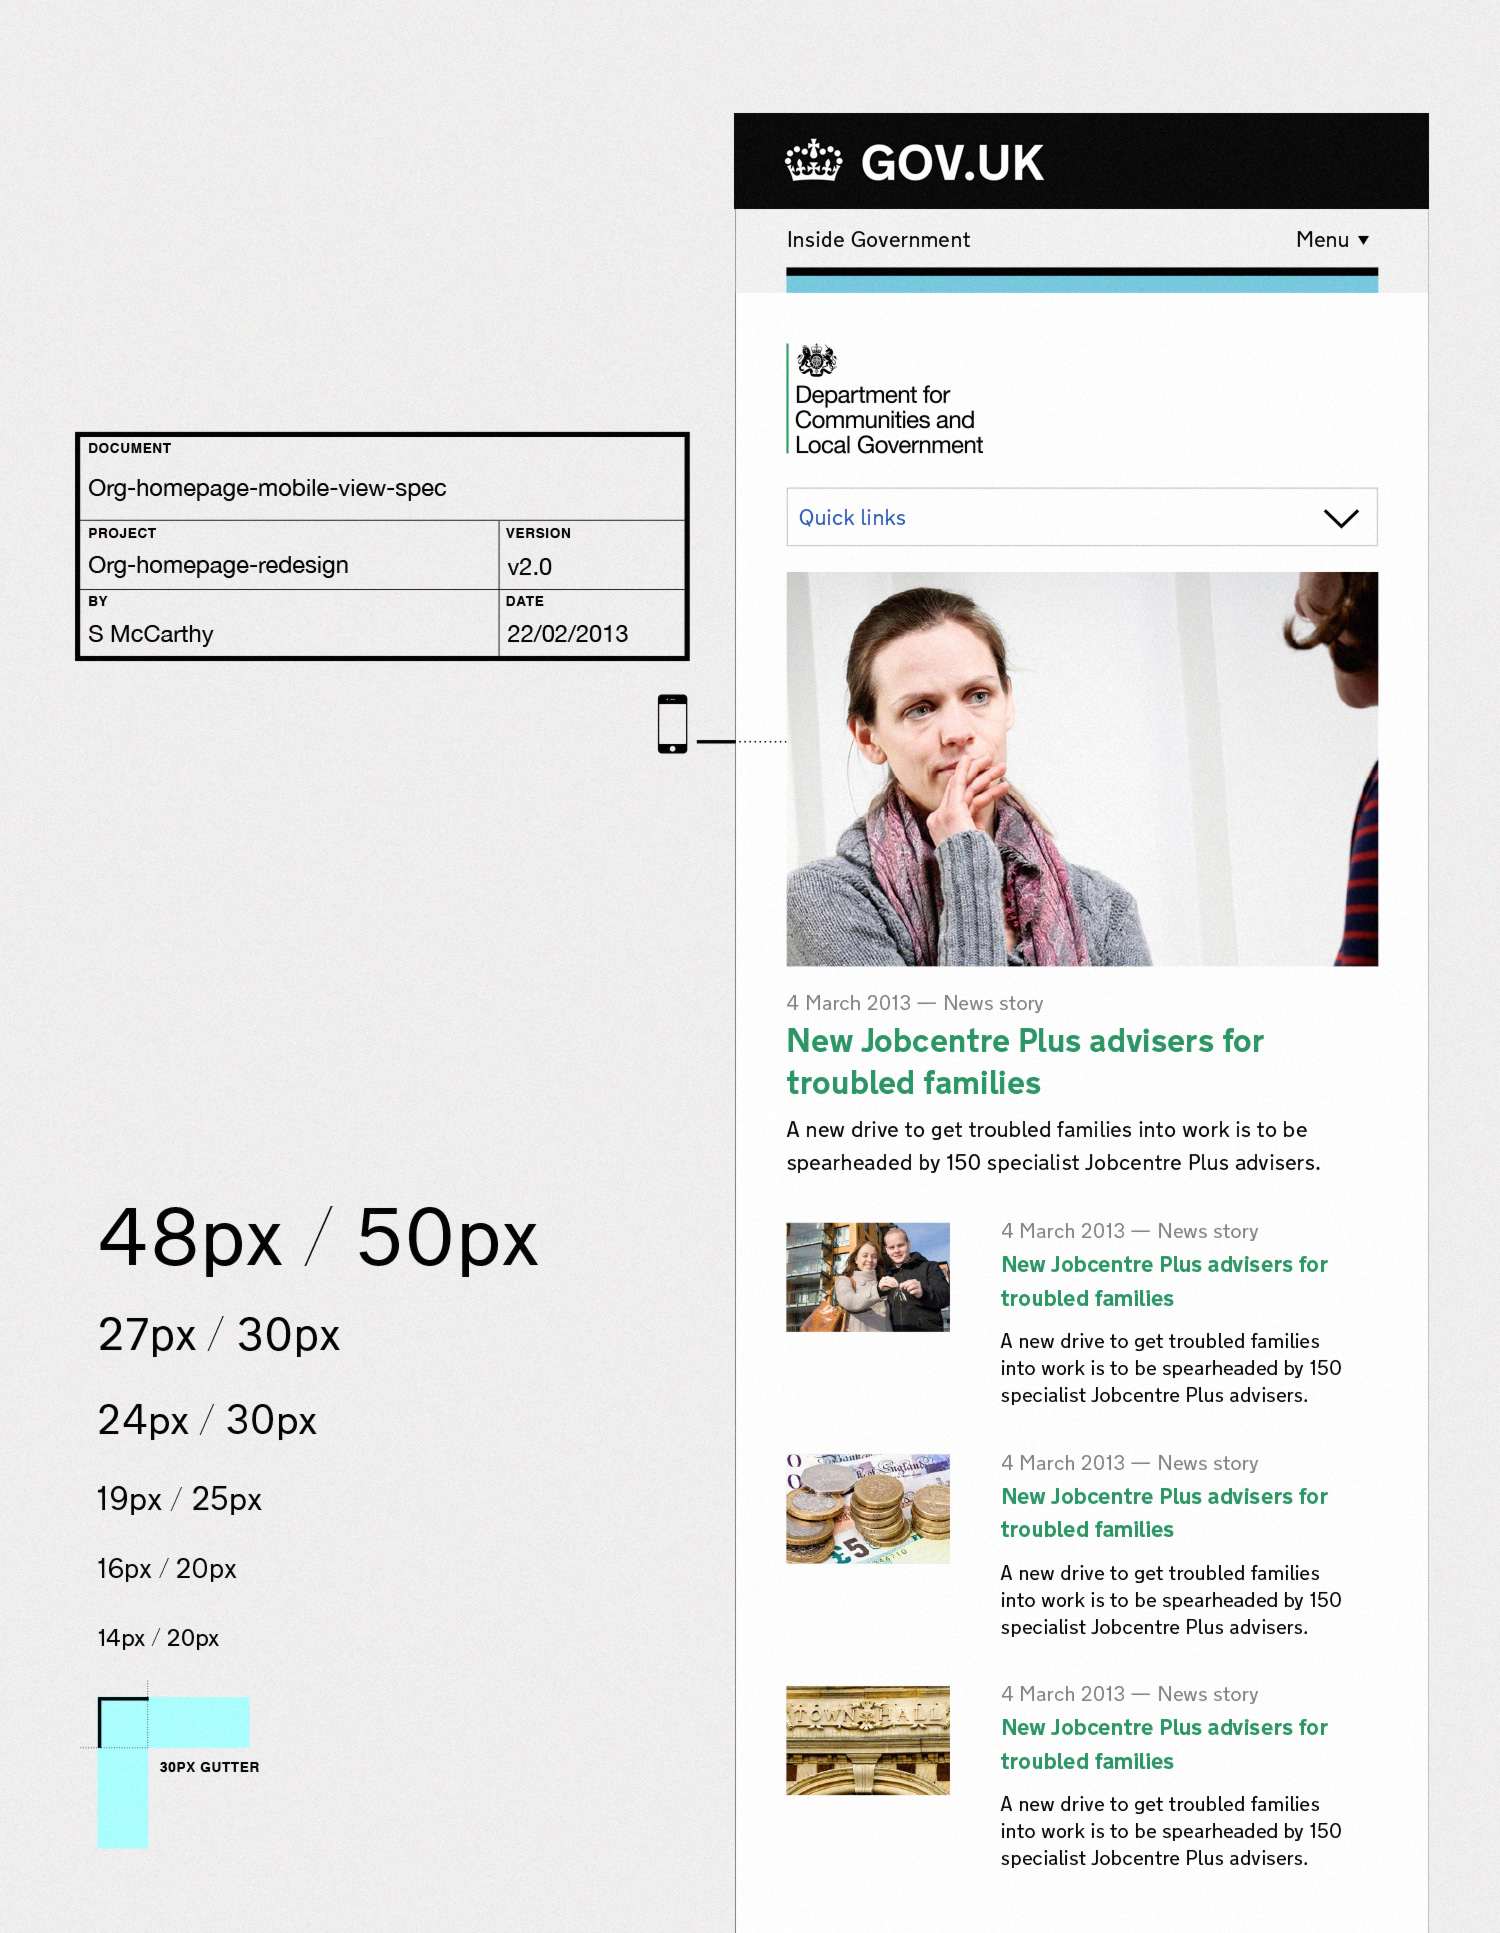 DOCUMENT
Org-homepage-mobile-view-spec
PROJECT
Org-homepage-redesign
VERSION
v2.0
BY
S McCarthy
DATE
22/02/2013
48px / 50px
27px / 30px
24px / 30px
19px / 25px
16px / 20px
14px / 20px
30PX GUTTER
GOV.UK
Inside Government
Menu ▼
Department for
Communities and
Local Government
Quick links
4 March 2013 — News story
New Jobcentre Plus advisers for
troubled families
A new drive to get troubled families into work is to be
spearheaded by 150 specialist Jobcentre Plus advisers.
4 March 2013 — News story
New Jobcentre Plus advisers for
troubled families
A new drive to get troubled families
into work is to be spearheaded by 150
specialist Jobcentre Plus advisers.
Bank
of England
£5
4 March 2013 — News story
New Jobcentre Plus advisers for
troubled families
A new drive to get troubled families
into work is to be spearheaded by 150
specialist Jobcentre Plus advisers.
TOWN HALL
4 March 2013 — News story
New Jobcentre Plus advisers for
troubled families
A new drive to get troubled families
into work is to be spearheaded by 150
specialist Jobcentre Plus advisers.